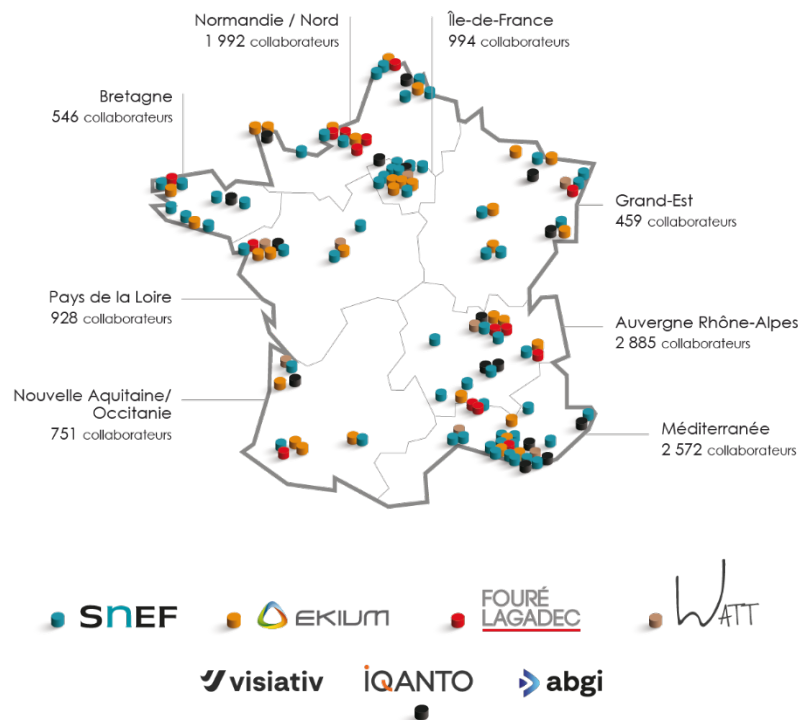 Normandie / Nord
1 992 collaborateurs
Île-de-France
994 collaborateurs
Bretagne
546 collaborateurs
Grand-Est
459 collaborateurs
Pays de la Loire
928 collaborateurs
Auvergne Rhône-Alpes
2 885 collaborateurs
Nouvelle Aquitaine/
Occitanie
751 collaborateurs
Méditerranée
2 572 collaborateurs
SNEF
EKIUM
FOURÉ
LAGADEC
WATT
visiativ
iQANTO
abgi